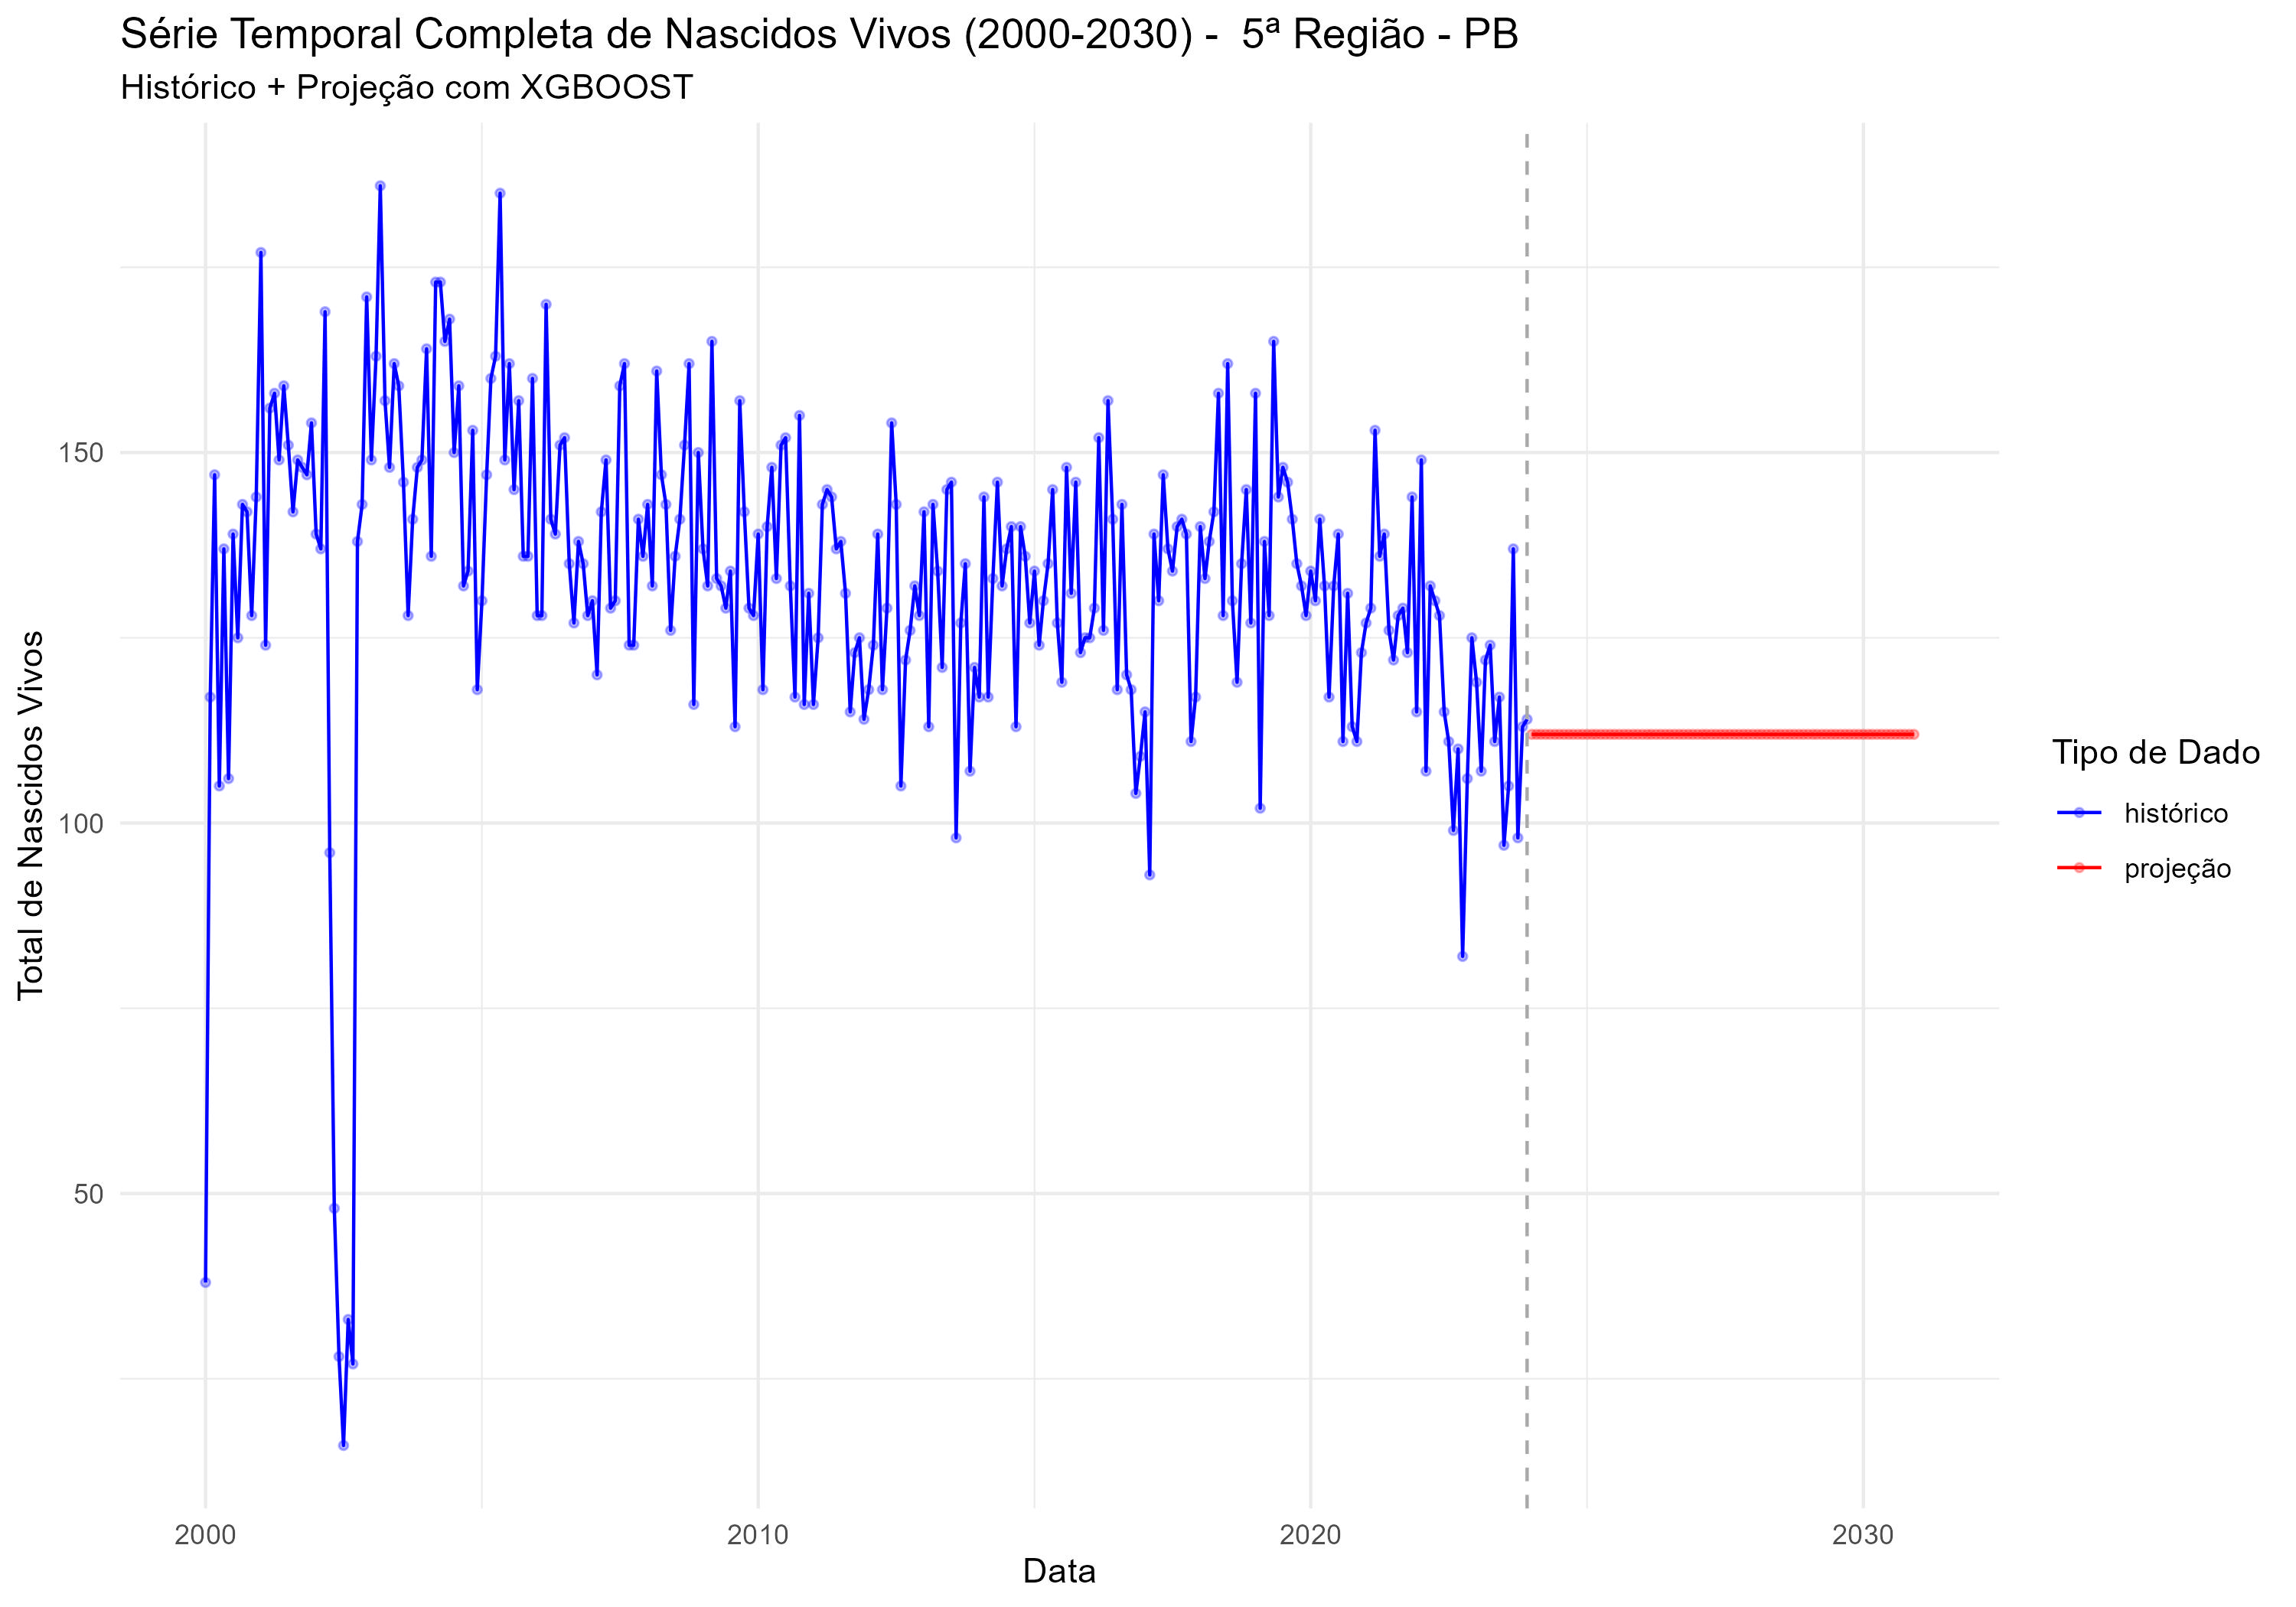 Série Temporal Completa de Nascidos Vivos (2000-2030) -  5ª Região - PB
Histórico + Projeção com XGBOOST
Total de Nascidos Vivos
150
100
50
2000
2010
2020
2030
Data
Tipo de Dado
histórico
projeção